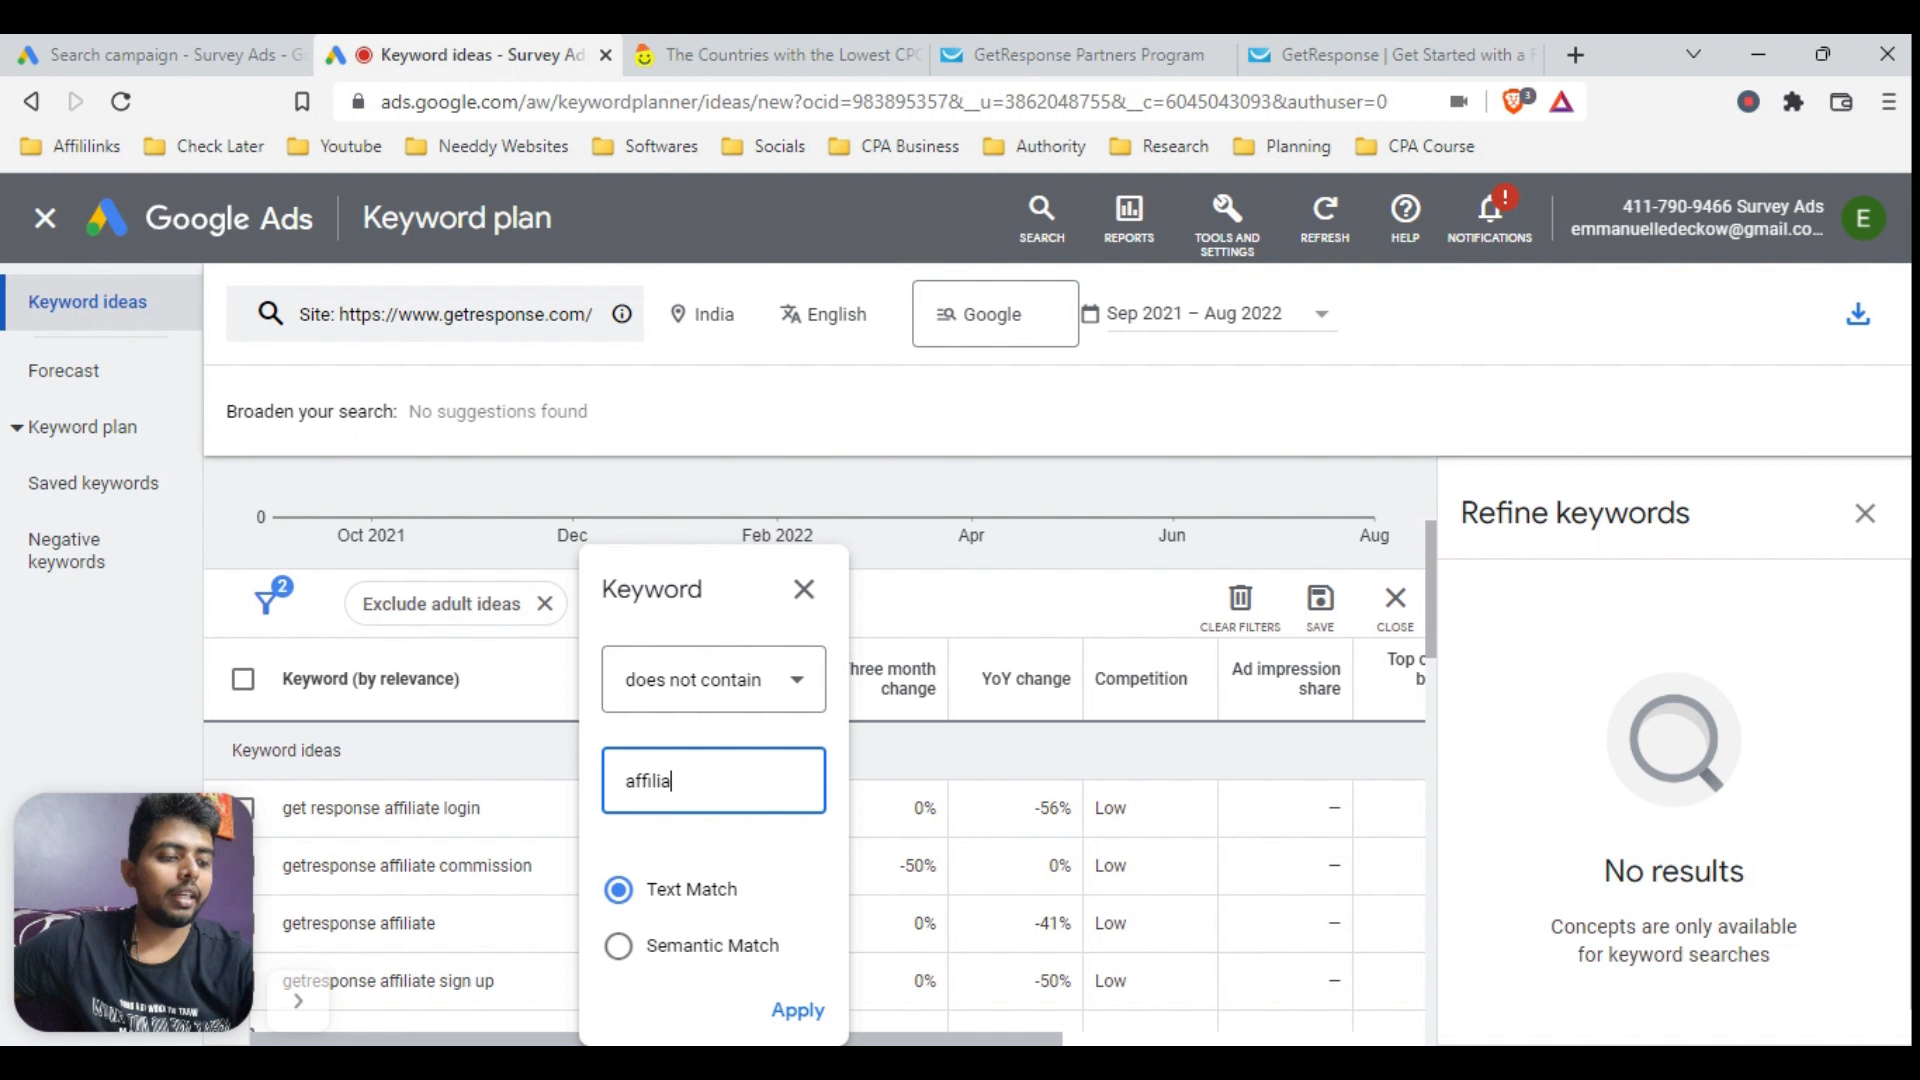 Search campaign - Survey Ads - G
Keyword ideas - Survey Ad
The Countries with the Lowest CPC
GetResponse Partners Program
GetResponse | Get Started with a F
ads.google.com/aw/keywordplanner/ideas/new?ocid=983895357&__u=3862048755&__c=6045043093&authuser=0
3
Affililinks
Check Later
Youtube
Needdy Websites
Softwares
Socials
CPA Business
Authority
Research
Planning
CPA Course
Google Ads
Keyword plan
SEARCH
REPORTS
TOOLS AND
SETTINGS
REFRESH
HELP
!
NOTIFICATIONS
411-790-9466 Survey Ads
emmanuelledeckow@gmail.co...
E
Keyword ideas
Forecast
Keyword plan
Saved keywords
Negative
keywords
Site: https://www.getresponse.com/
India
English
Google
Sep 2021 – Aug 2022
Broaden your search: No suggestions found
0
Oct 2021
Dec
Feb 2022
Apr
Jun
Aug
2
Exclude adult ideas
CLEAR FILTERS
SAVE
CLOSE
Keyword
does not contain
affilia
Text Match
Semantic Match
Apply
Keyword (by relevance)
hree month
change
YoY change
Competition
Ad impression
share
Top
b
Keyword ideas
get response affiliate login
0%
-56%
Low
–
getresponse affiliate commission
-50%
0%
Low
–
getresponse affiliate
0%
-41%
Low
–
getresponse affiliate sign up
0%
-50%
Low
–
Refine keywords
No results
Concepts are only available
for keyword searches